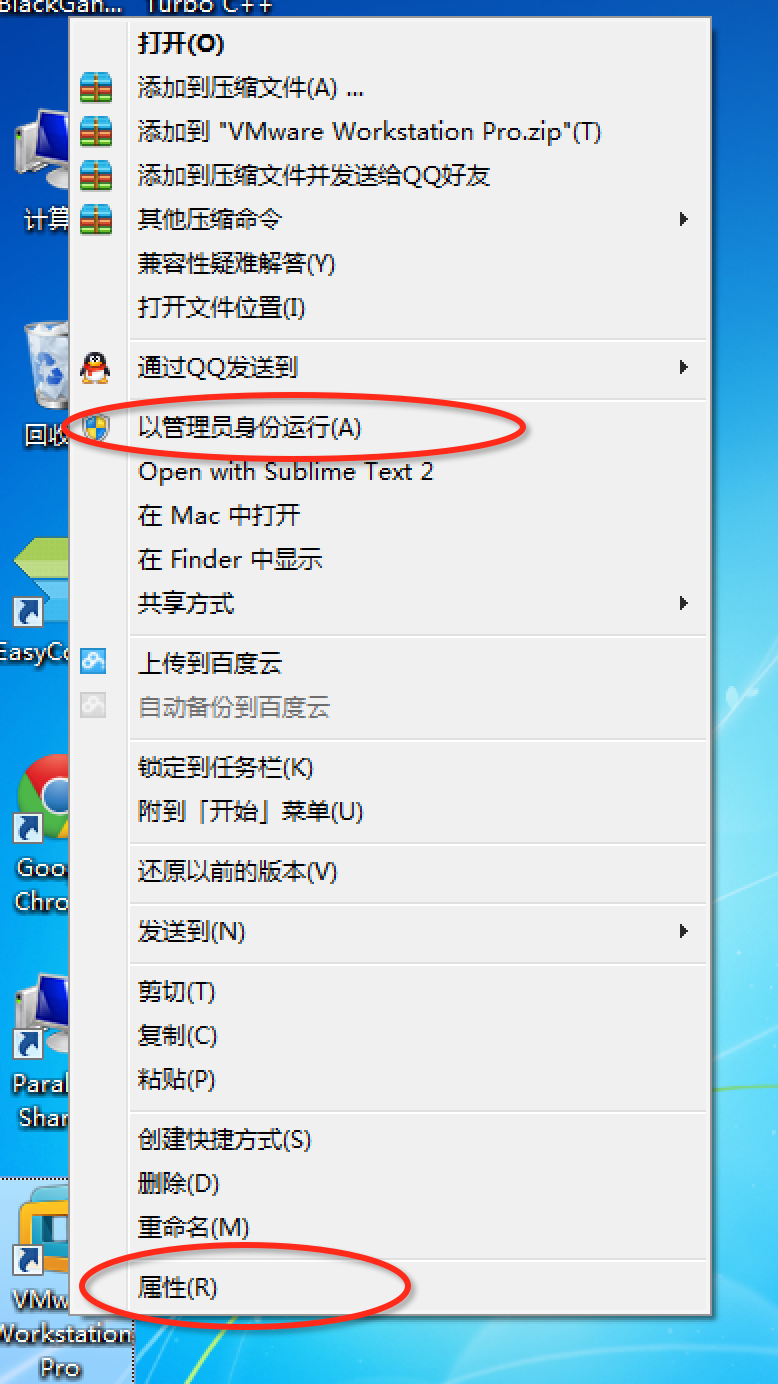 BlackGan... Turbo C++
打开(O)
添加到压缩文件(A) ...
添加到 "VMware Workstation Pro.zip"(T)
添加到压缩文件并发送给QQ好友
其他压缩命令
兼容性疑难解答(Y)
打开文件位置(I)
通过QQ发送到
以管理员身份运行(A)
Open with Sublime Text 2
在 Mac 中打开
在 Finder 中显示
共享方式
上传到百度云
自动备份到百度云
锁定到任务栏(K)
附到「开始」菜单(U)
还原以前的版本(V)
发送到(N)
剪切(T)
复制(C)
粘贴(P)
创建快捷方式(S)
删除(D)
重命名(M)
属性(R)
计算
回收
EasyCo
Goo
Chro
Paral
Shar
VMw
Workstation
Pro